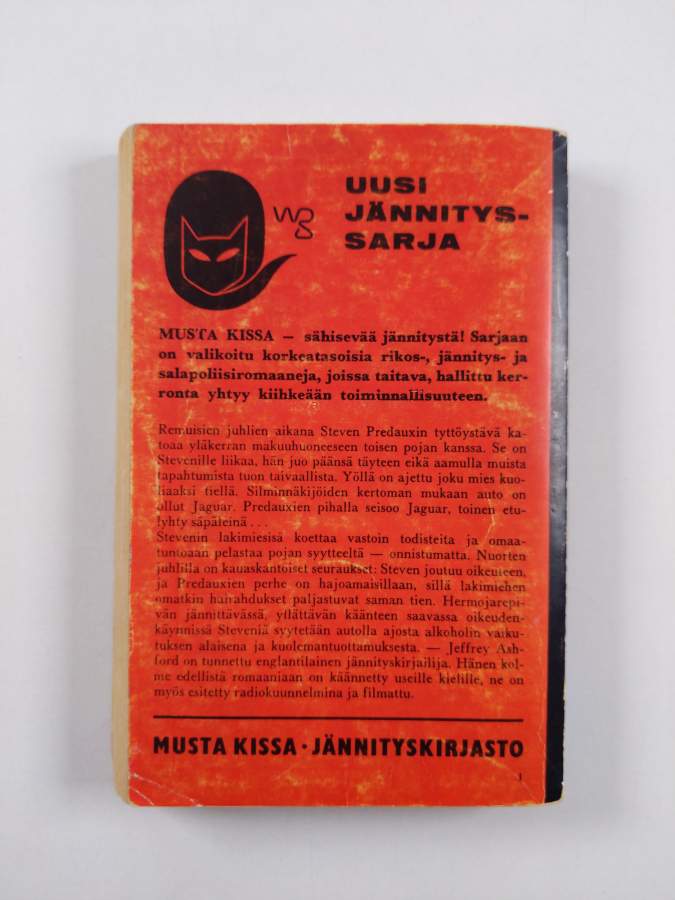 WS
UUSI
JÄNNITYS-
SARJA
MUSTA KISSA — sähisevää jännitystä! Sarjaan
on valikoitu korkeatasoisia rikos-, jännitys- ja
salapoliisiromaaneja, joissa taitava, hallittu ker-
ronta yhtyy kiihkeään toiminnallisuuteen.
Remuisien juhlien aikana Steven Predauxin tyttöystävä ka-
toaa yläkerran makuuhuoneeseen toisen pojan kanssa. Se on
Stevenille liikaa, hän juo päänsä täyteen eikä aamulla muista
tapahtumista tuon taivaallista. Yöllä on ajettu joku mies kuo-
liaaksi tiellä. Silminnäkijöiden kertoman mukaan auto on
ollut Jaguar. Predauxien pihalla seisoo Jaguar, toinen etu-
lyhty säpäleinä . . .
Stevenin lakimiesisä koettaa vastoin todisteita ja omaa-
tuntoaan pelastaa pojan syytteeltä — onnistumatta. Nuorten
juhlilla on kauaskantoiset seuraukset: Steven joutuu oikeuteen,
ja Predauxien perhe on hajoamaisillaan, sillä lakimiehen
omatkin hairahdukset paljastuvat saman tien. Hermojarepi-
vän jännittävässä, yllättävän käänteen saavassa oikeuden-
käynnissä Steveniä syytetään autolla ajosta alkoholin vaiku-
tuksen alaisena ja kuolemantuottamuksesta. — Jeffrey Ash-
ford on tunnettu englantilainen jännityskirjailija. Hänen kol-
me edellistä romaaniaan on käännetty useille kielille, ne on
myös esitetty radiokuunnelmina ja filmattu.
MUSTA KISSA · JÄNNITYSKIRJASTO
1